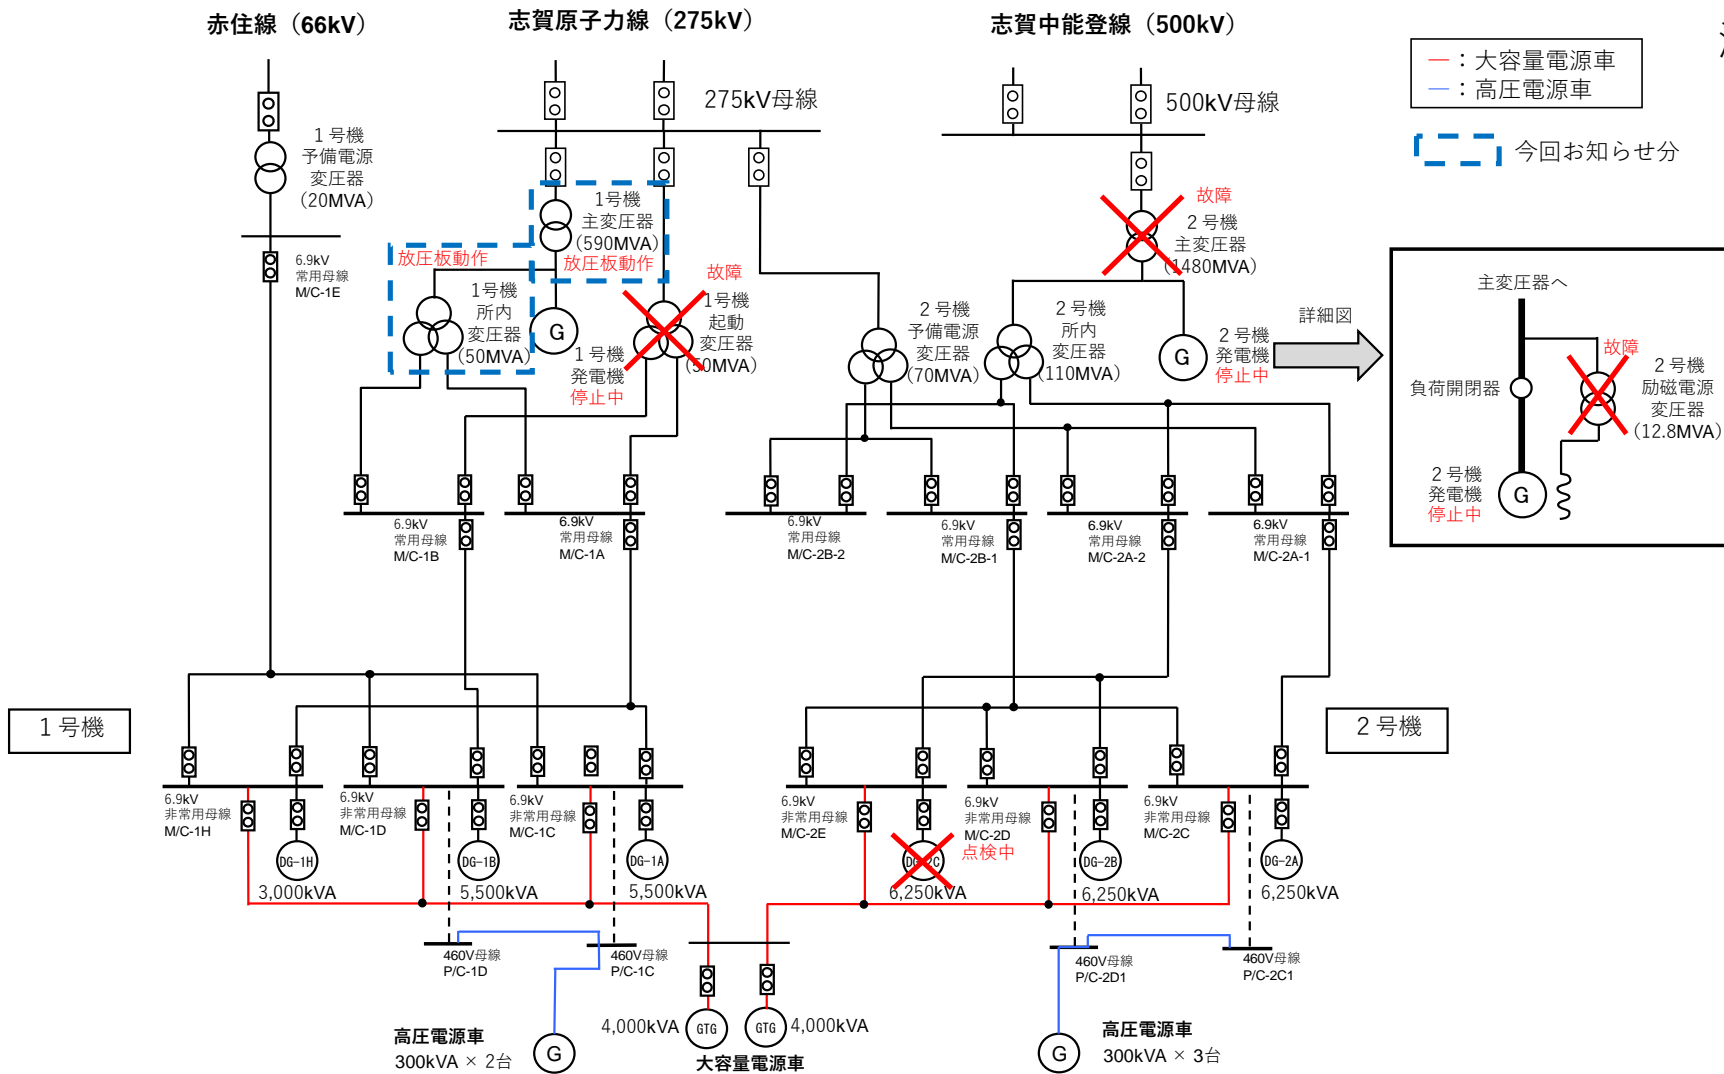 赤住線（66kV）
志賀原子力線（275kV）
志賀中能登線（500kV）
―：大容量電源車
―：高圧電源車
今回お知らせ分
275kV母線
500kV母線
１号機
予備電源
変圧器
（20MVA）
6.9kV
常用母線
M/C-1E
1号機
主変圧器
（590MVA）
放圧板動作
放圧板動作
1号機
所内
変圧器
（50MVA）
G
１号機
発電機
停止中
故障
1号機
起動
変圧器
（50MVA）
２号機
予備電源
変圧器
（70MVA）
２号機
所内
変圧器
（110MVA）
故障
２号機
主変圧器
（1480MVA）
G
２号機
発電機
停止中
詳細図
主変圧器へ
負荷開閉器
故障
２号機
励磁電源
変圧器
（12.8MVA）
２号機
発電機
停止中
G
6.9kV
常用母線
M/C-1B
6.9kV
常用母線
M/C-1A
6.9kV
常用母線
M/C-2B-2
6.9kV
常用母線
M/C-2B-1
6.9kV
常用母線
M/C-2A-2
6.9kV
常用母線
M/C-2A-1
１号機
２号機
6.9kV
非常用母線
M/C-1H
6.9kV
非常用母線
M/C-1D
6.9kV
非常用母線
M/C-1C
6.9kV
非常用母線
M/C-2E
6.9kV
非常用母線
M/C-2D
点検中
6.9kV
非常用母線
M/C-2C
DG-1H
3,000kVA
DG-1B
5,500kVA
DG-1A
5,500kVA
DG-2C
6,250kVA
DG-2B
6,250kVA
DG-2A
6,250kVA
460V母線
P/C-1D
460V母線
P/C-1C
460V母線
P/C-2D1
460V母線
P/C-2C1
高圧電源車
300kVA × 2台
G
4,000kVA
GTG
GTG
4,000kVA
大容量電源車
G
高圧電源車
300kVA × 3台